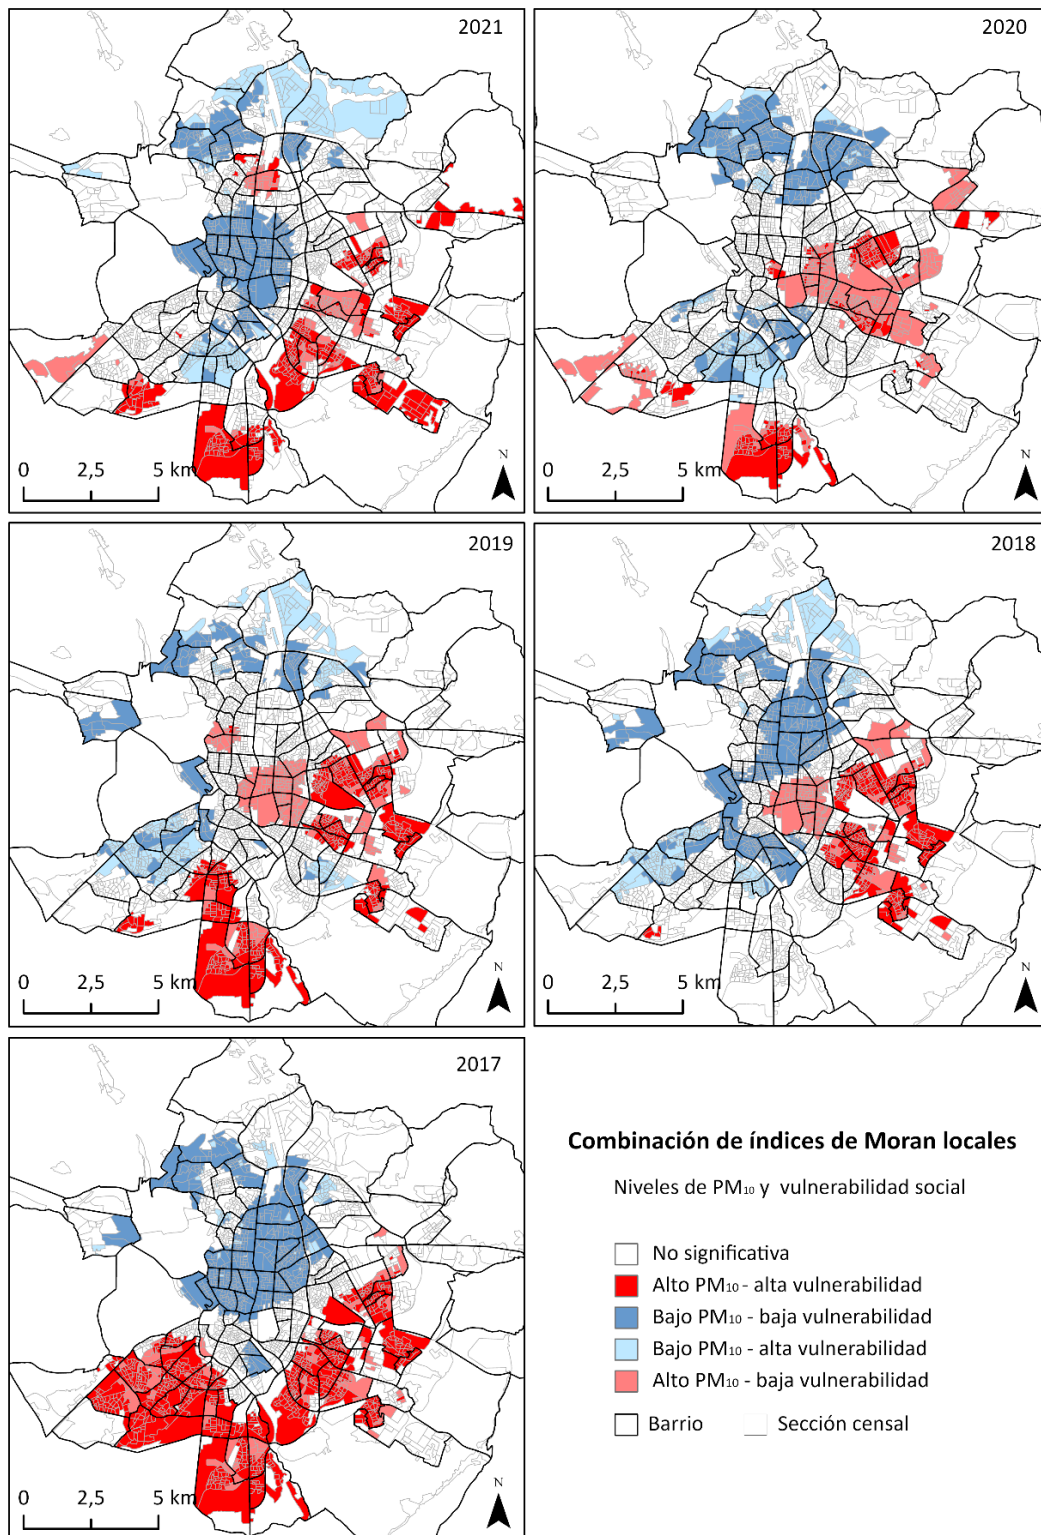 2021
N
0 2,5 5 km
2020
N
0 2,5 5 km
2019
N
0 2,5 5 km
2018
N
0 2,5 5 km
2017
N
0 2,5 5 km
Combinación de índices de Moran locales
Niveles de PM₁₀ y vulnerabilidad social
No significativa
Alto PM₁₀ - alta vulnerabilidad
Bajo PM₁₀ - baja vulnerabilidad
Bajo PM₁₀ - alta vulnerabilidad
Alto PM₁₀ - baja vulnerabilidad
Barrio Sección censal